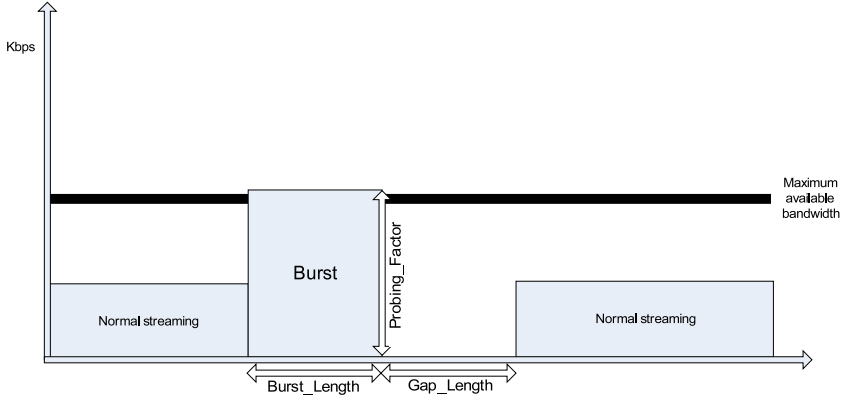 Kbps
Maximum
available
bandwidth
Burst
Probing_Factor
Normal streaming
Normal streaming
Burst_Length
Gap_Length